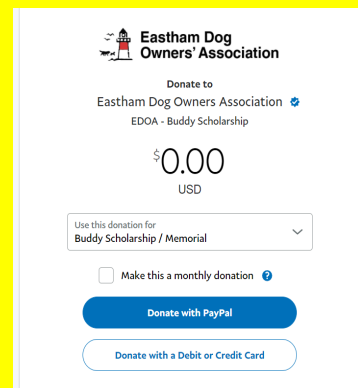 Eastham Dog
Owners' Association
Donate to
Eastham Dog Owners Association
EDOA - Buddy Scholarship
$0.00
USD
Use this donation for
Buddy Scholarship / Memorial
Make this a monthly donation ?
Donate with PayPal
Donate with a Debit or Credit Card